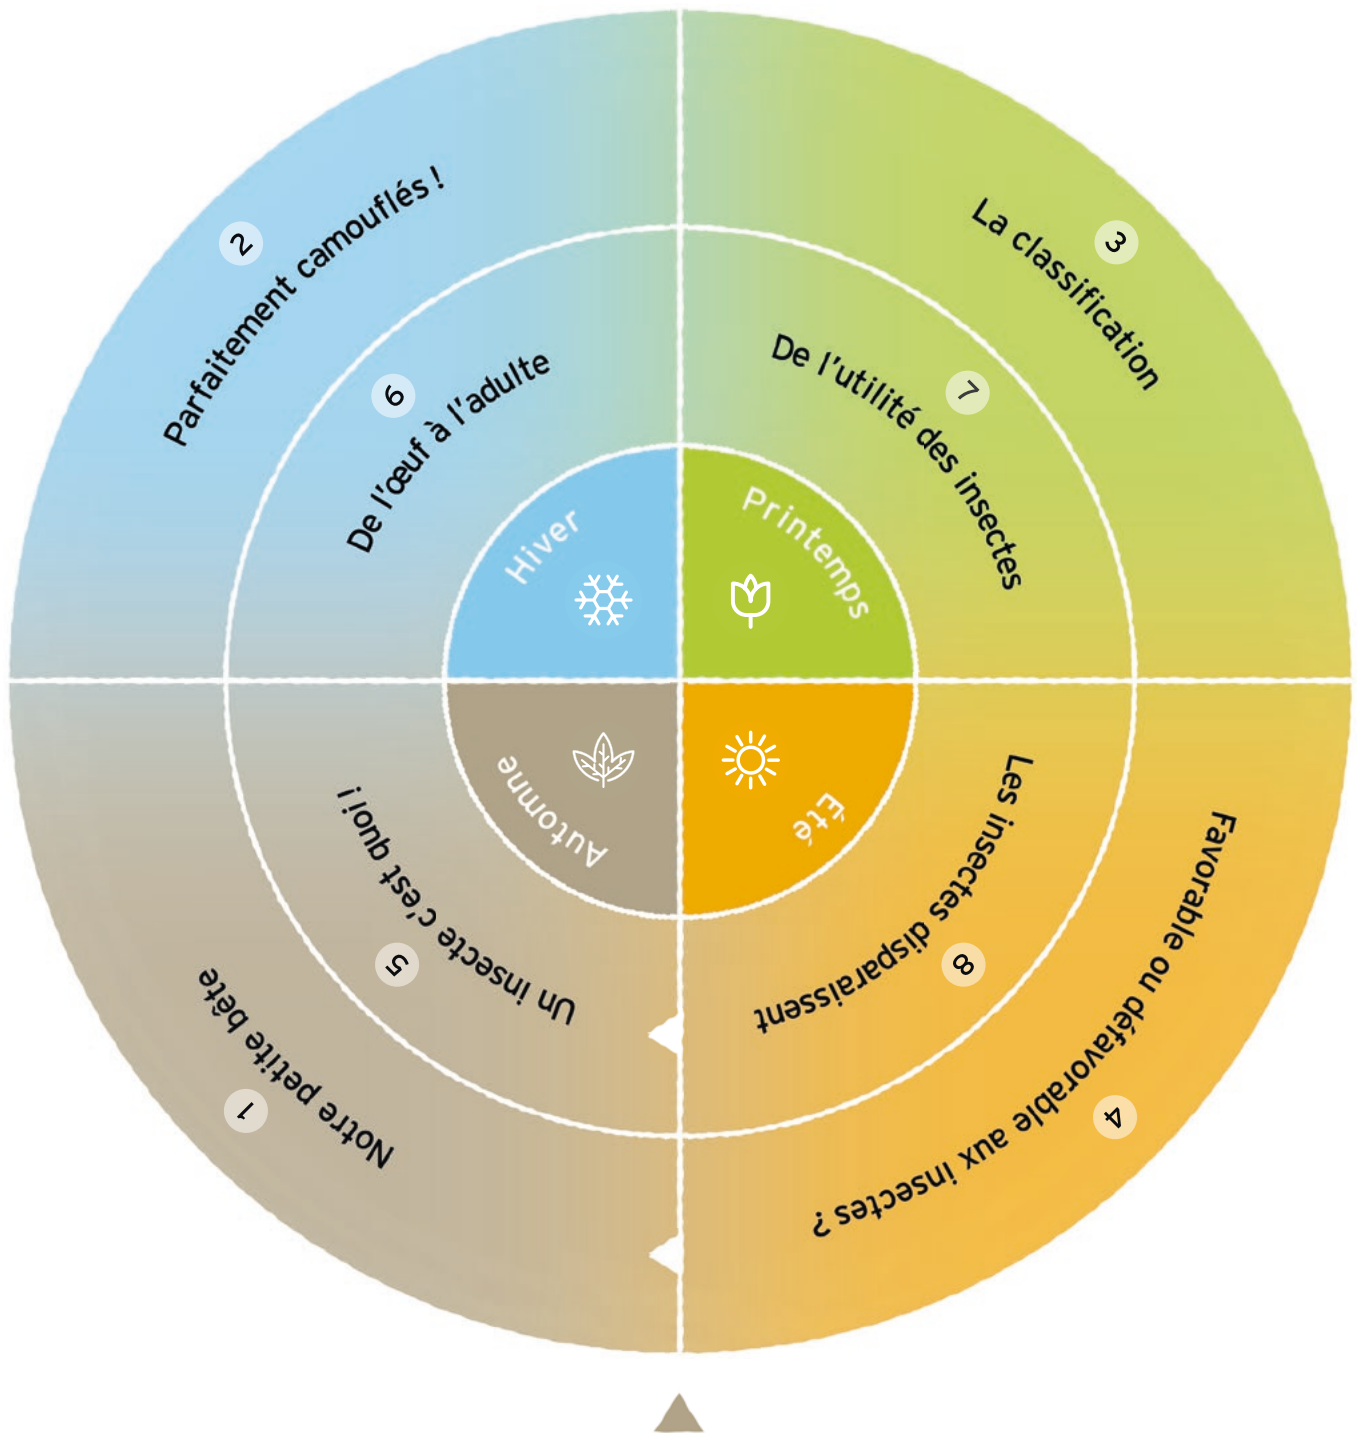 1
Notre petite bête
2
Parfaitement camouflés !
3
La classification
4
Favorable ou défavorable aux insectes ?
5
Un insecte c'est quoi !
6
De l'œuf à l'adulte
7
De l'utilité des insectes
8
Les insectes disparaissent
Automne
Hiver
Printemps
Été